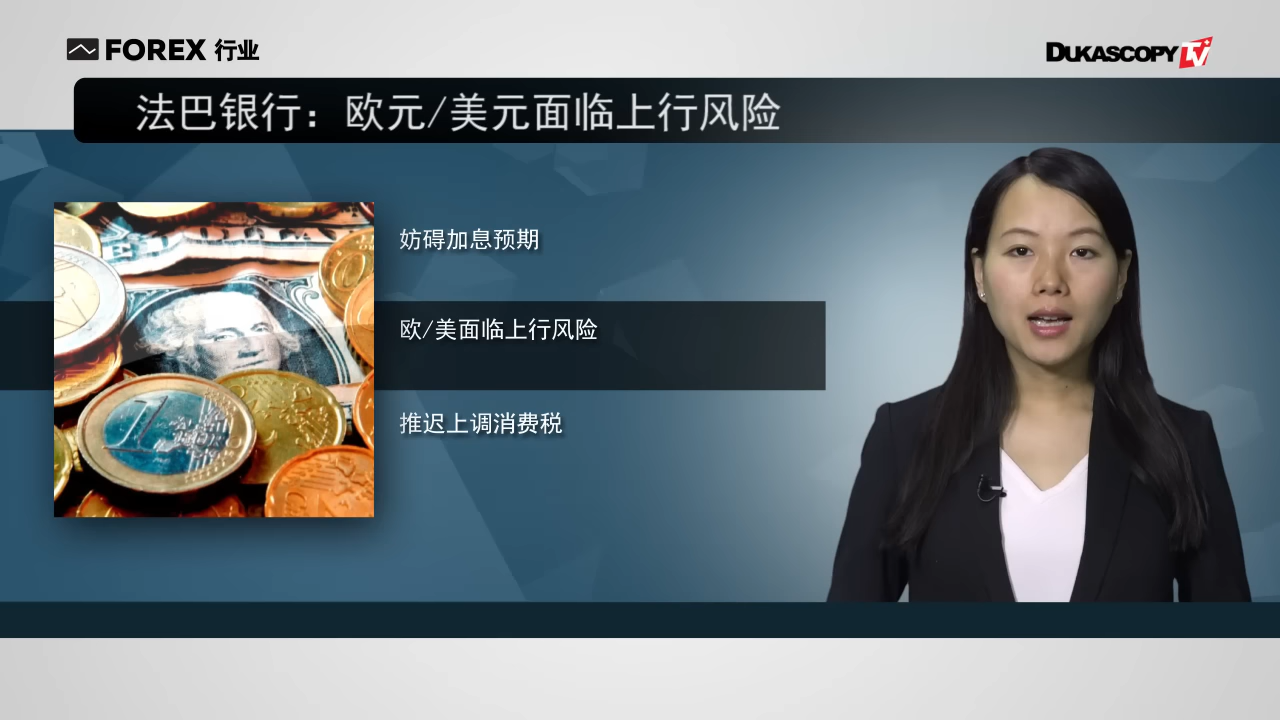 FOREX 行业
DUKASCOPY TV
法巴银行：欧元/美元面临上行风险
妨碍加息预期
欧/美面临上行风险
推迟上调消费税
1